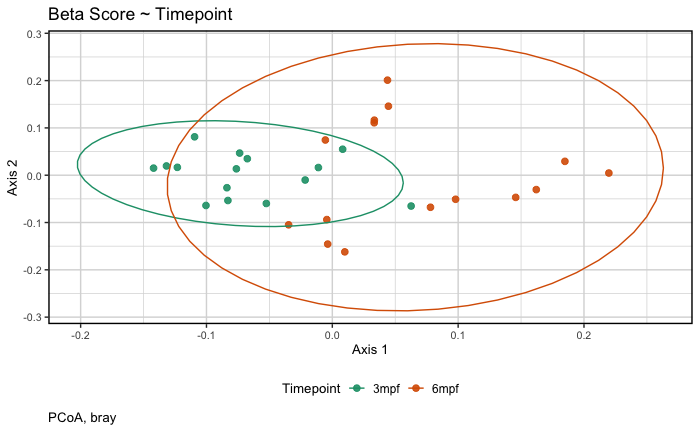 Beta Score ~ Timepoint
0.3
0.2
0.1
0.0
-0.1
-0.2
-0.3
Axis 2
-0.2 -0.1 0.0 0.1 0.2
Axis 1
Timepoint 3mpf 6mpf
PCoA, bray